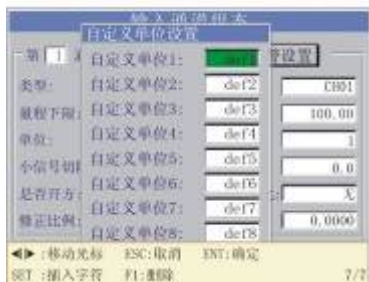 输入通道组态
自定义单位设置
第 1
警设置
自定义单位1: def1
类型: 自定义单位2: def2 CH01
量程下限: 自定义单位3: def3 100.00
单位: 自定义单位4: def4 1
小信号切除 自定义单位5: def5 0.0
是否开方: 自定义单位6: def6 无
修正比例: 自定义单位7: def7 0.0000
自定义单位8: def8
◀▶ :移动光标 ESC:取消 ENT:确定
SET :插入字符 F1:删除 7/7